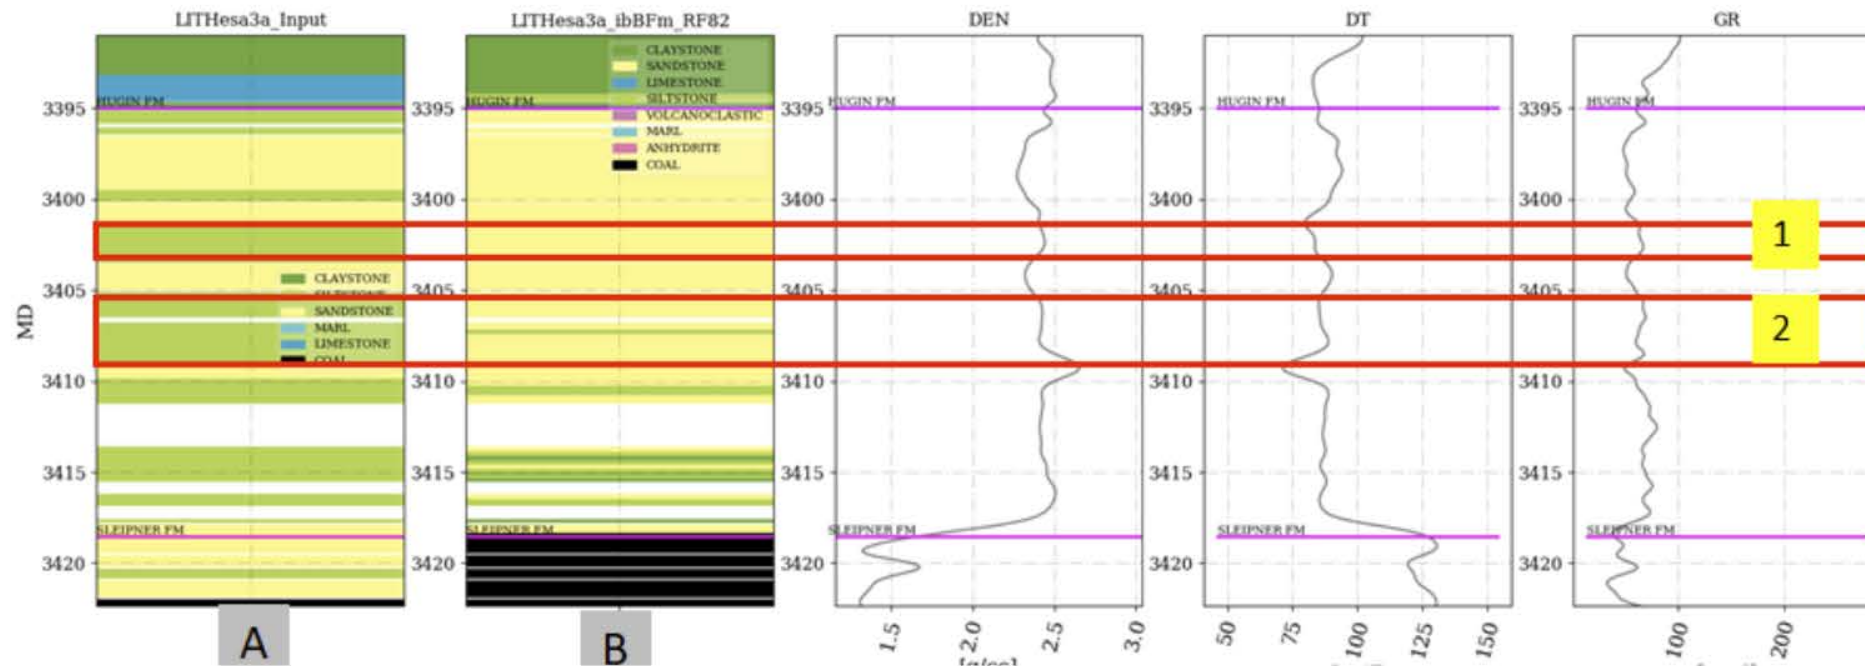 LITHesa3a_Input
LITHesa3a_ibBFm_RF82
DEN
DT
GR
CLAYSTONE
SANDSTONE
LIMESTONE
SILTSTONE
VOLCANOCLASTIC
MARL
ANHYDRITE
COAL
HUGIN FM
HUGIN FM
HUGIN FM
HUGIN FM
HUGIN FM
3395
3395
3395
3395
3395
3400
3400
3400
3400
3400
1
CLAYSTONE
SANDSTONE
MARL
LIMESTONE
COAL
3405
3405
3405
3405
3405
MD
2
3410
3410
3410
3410
3410
3415
3415
3415
3415
3415
SLEIPNER FM
SLEIPNER FM
SLEIPNER FM
SLEIPNER FM
SLEIPNER FM
3420
3420
3420
3420
3420
A
B
1.5
2.0
2.5
3.0
50
75
100
125
150
100
200
[g/cc]